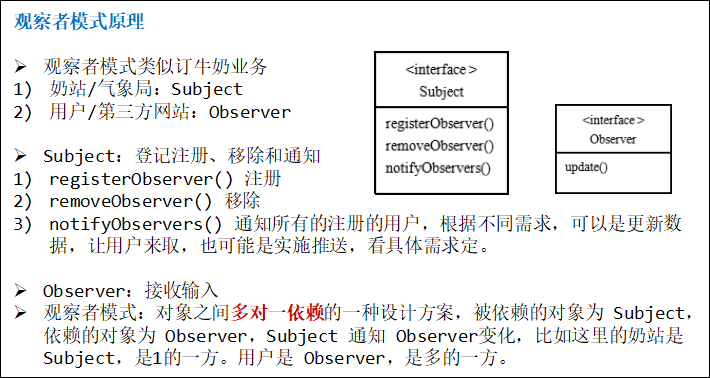 观察者模式原理
➢ 观察者模式类似订牛奶业务
1) 奶站/气象局：Subject
2) 用户/第三方网站：Observer
➢ Subject：登记注册、移除和通知
1) registerObserver() 注册
2) removeObserver() 移除
3) notifyObservers() 通知所有的注册的用户，根据不同需求，可以是更新数
据，让用户来取，也可能是实施推送，看具体需求定。
➢ Observer：接收输入
➢ 观察者模式：对象之间多对一依赖的一种设计方案，被依赖的对象为 Subject，
依赖的对象为 Observer，Subject 通知 Observer变化，比如这里的奶站是
Subject，是1的一方。用户是 Observer，是多的一方。
<interface >
Subject
registerObserver()
removeObserver()
notifyObservers()
<interface >
Observer
update()